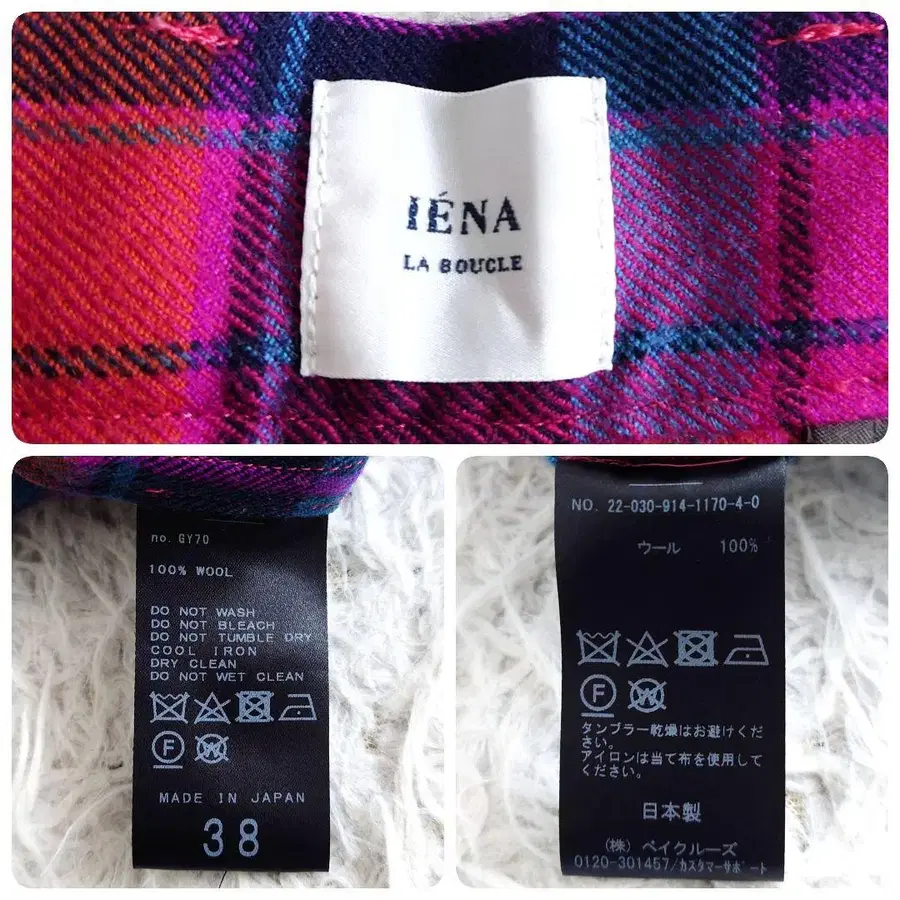 IÉNA
LA BOUCLE
no. GY70
100% WOOL
DO NOT WASH
DO NOT BLEACH
DO NOT TUMBLE DRY
COOL IRON
DRY CLEAN
DO NOT WET CLEAN
F W
MADE IN JAPAN
38
NO. 22-030-914-1170-4-0
ウール 100%
F W
タンブラー乾燥はお避けくだ
さい。
アイロンは当て布を使用して
ください。
日本製
(株) ベイクルーズ
0120-301457/カスタマーサポート